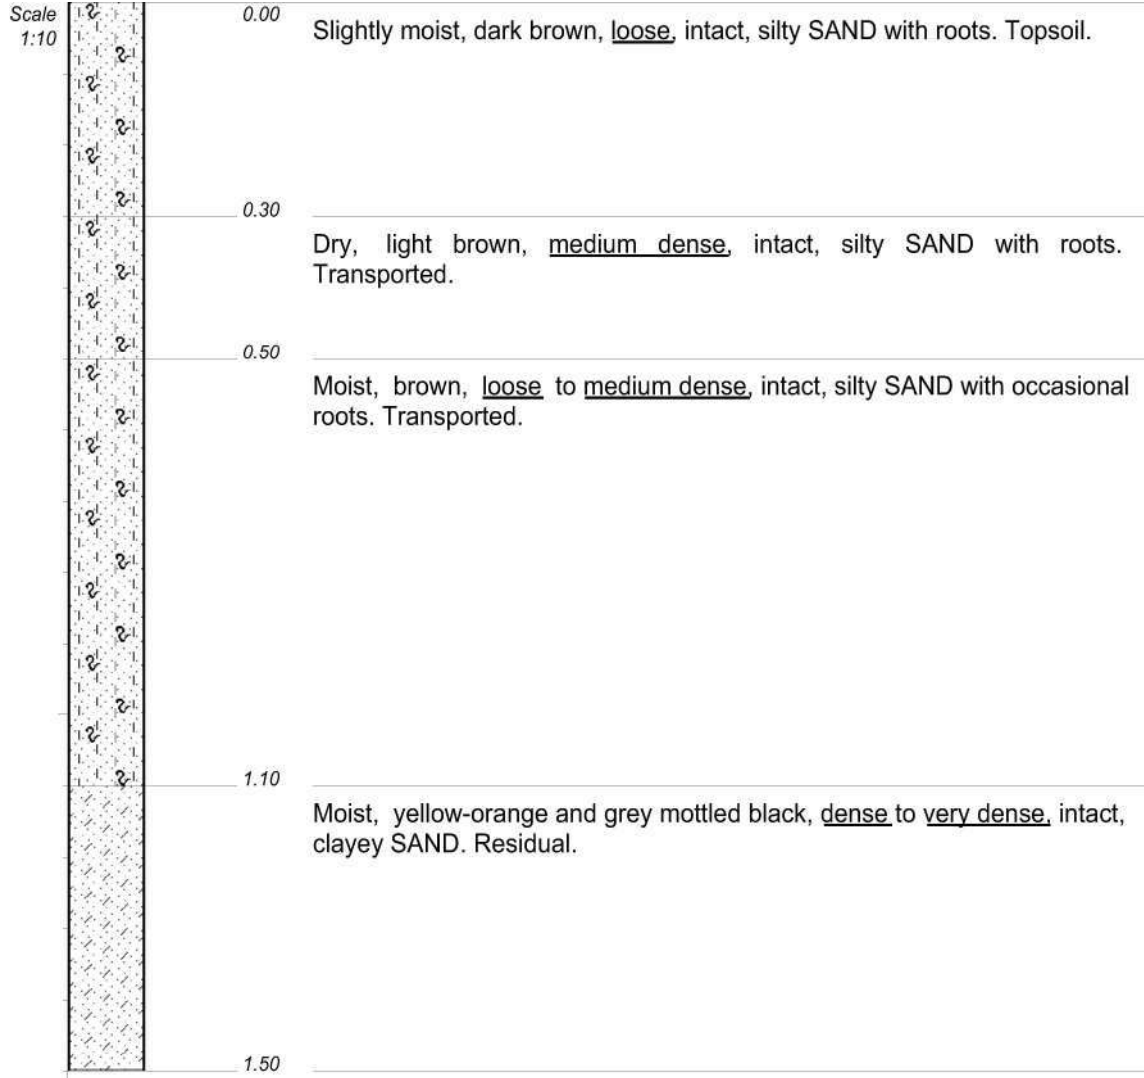 Scale
1:10
0.00
Slightly moist, dark brown, loose, intact, silty SAND with roots. Topsoil.
0.30
Dry, light brown, medium dense, intact, silty SAND with roots.
Transported.
0.50
Moist, brown, loose to medium dense, intact, silty SAND with occasional
roots. Transported.
1.10
Moist, yellow-orange and grey mottled black, dense to very dense, intact,
clayey SAND. Residual.
1.50